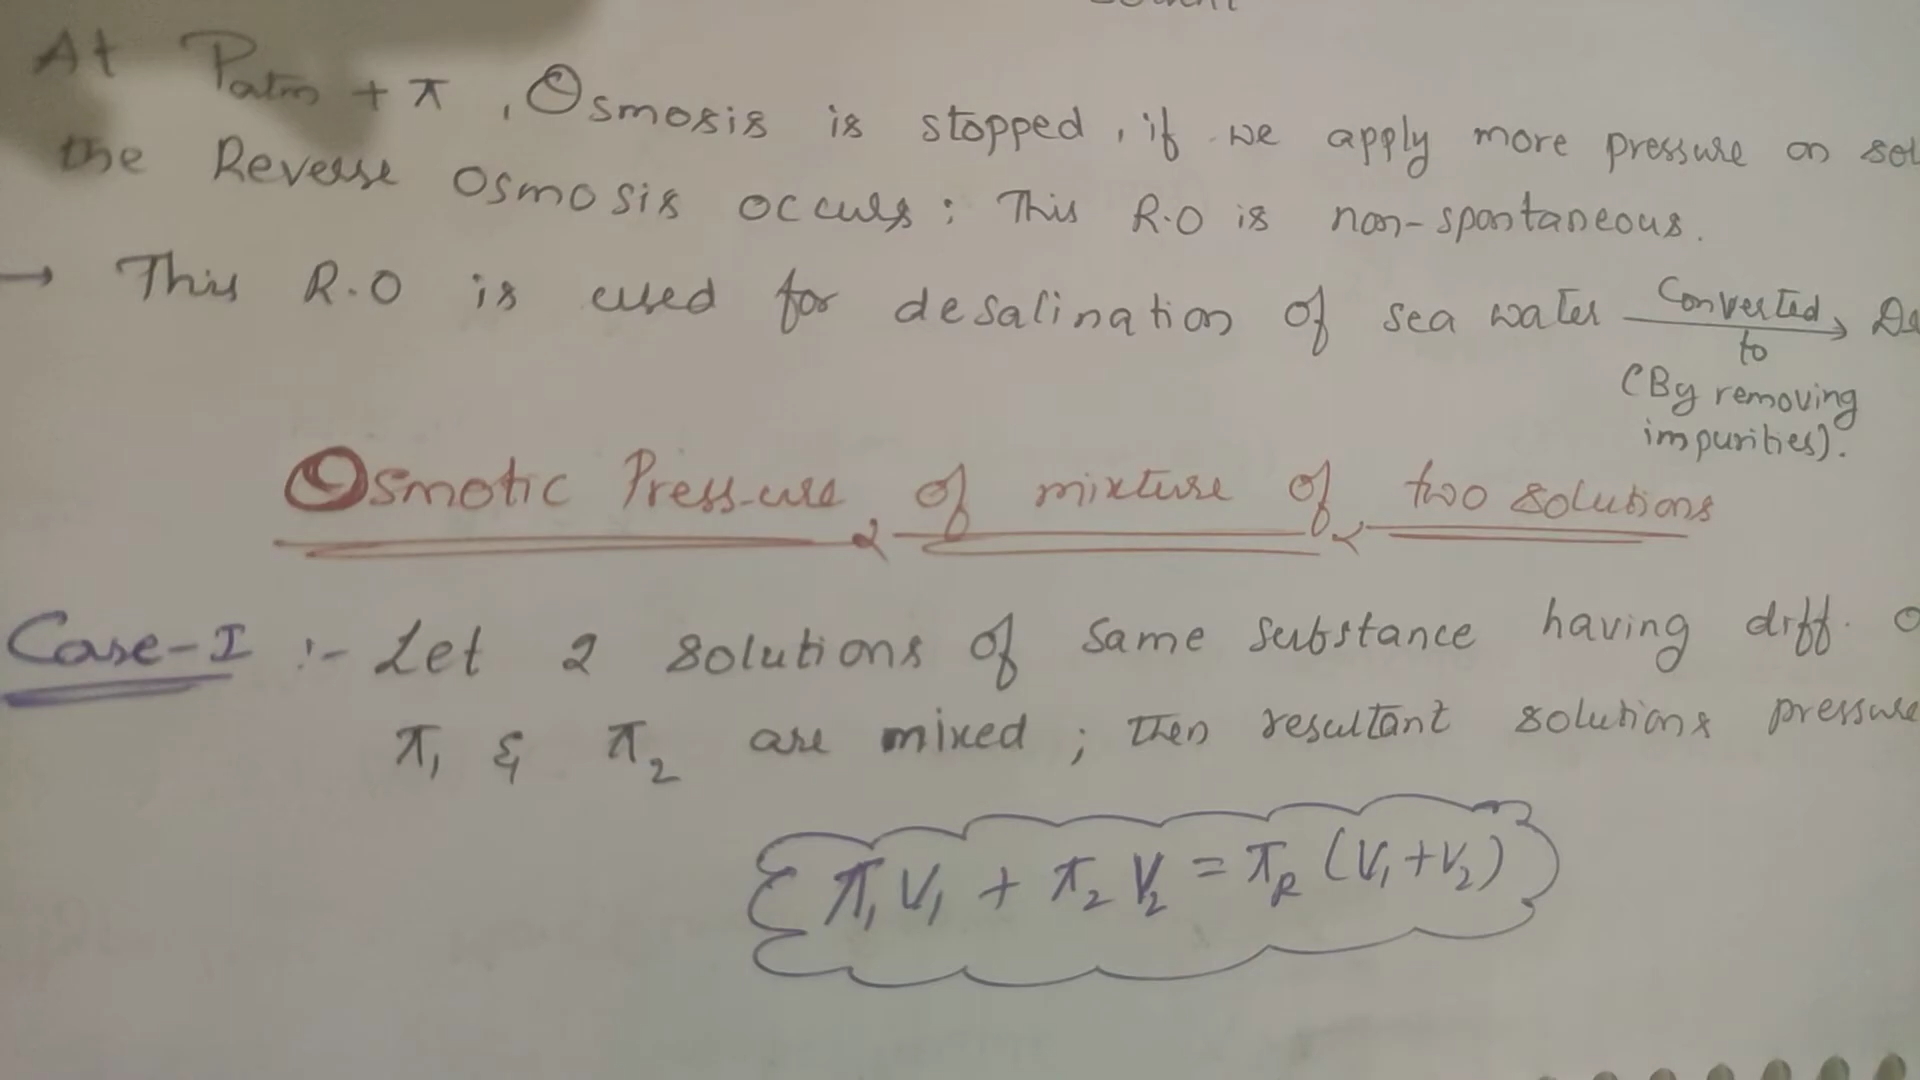 At Patm + π, Osmosis is stopped, if we apply more pressure on
the Reverse Osmosis occurs; This R.O is non-spontaneous.
→ This R.O is used for desalination of sea water Converted to
(By removing
impurities).
Osmotic Pressure of mixture of two solutions
Case-I :- Let 2 solutions of same substance having diff.
π₁ & π₂ are mixed; then resultant solutions pressure
π₁V₁ + π₂V₂ = π_R (V₁+V₂)